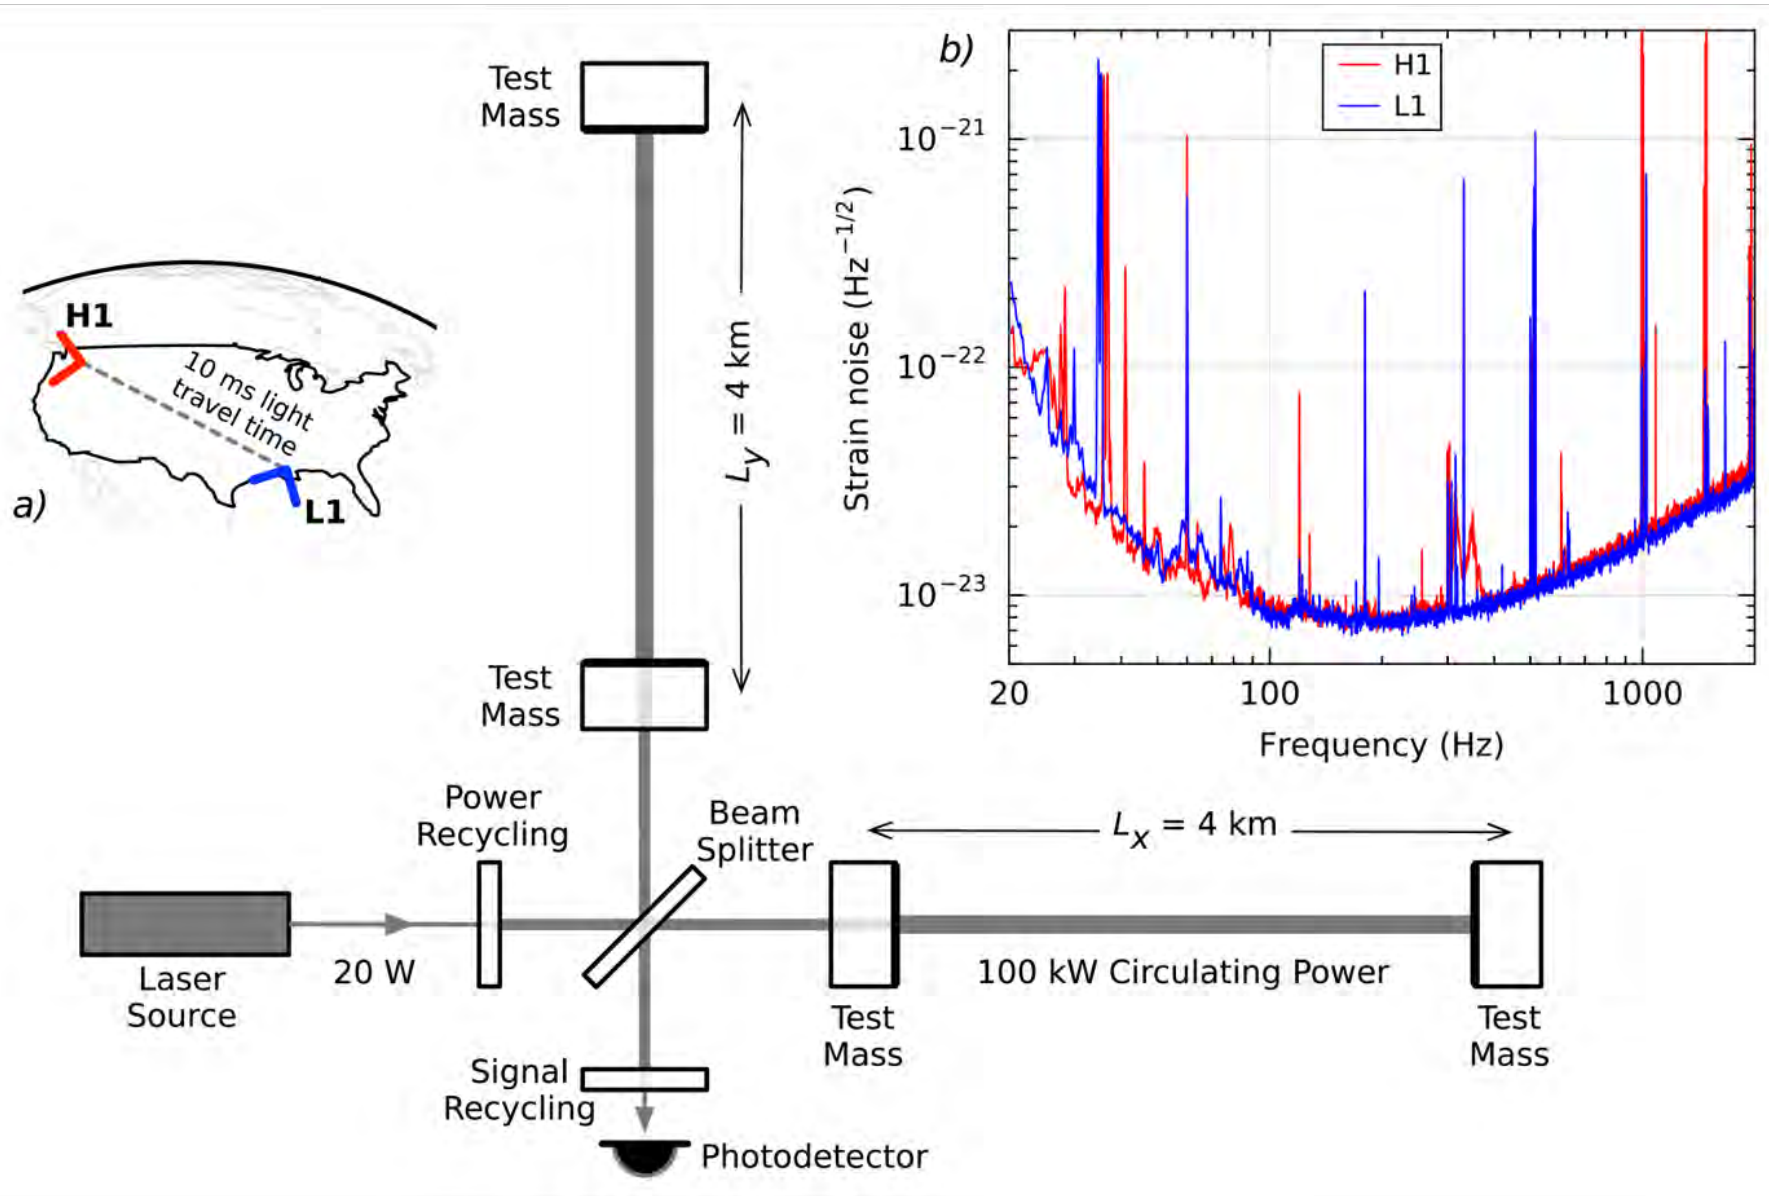 a)
H1
10 ms light
travel time
L1
Test
Mass
L_y = 4 km
Test
Mass
b)
H1
L1
Strain noise (Hz^{-1/2})
10^{-21}
10^{-22}
10^{-23}
20
100
1000
Frequency (Hz)
Power
Recycling
Beam
Splitter
L_x = 4 km
Laser
Source
20 W
100 kW Circulating Power
Test
Mass
Test
Mass
Signal
Recycling
Photodetector